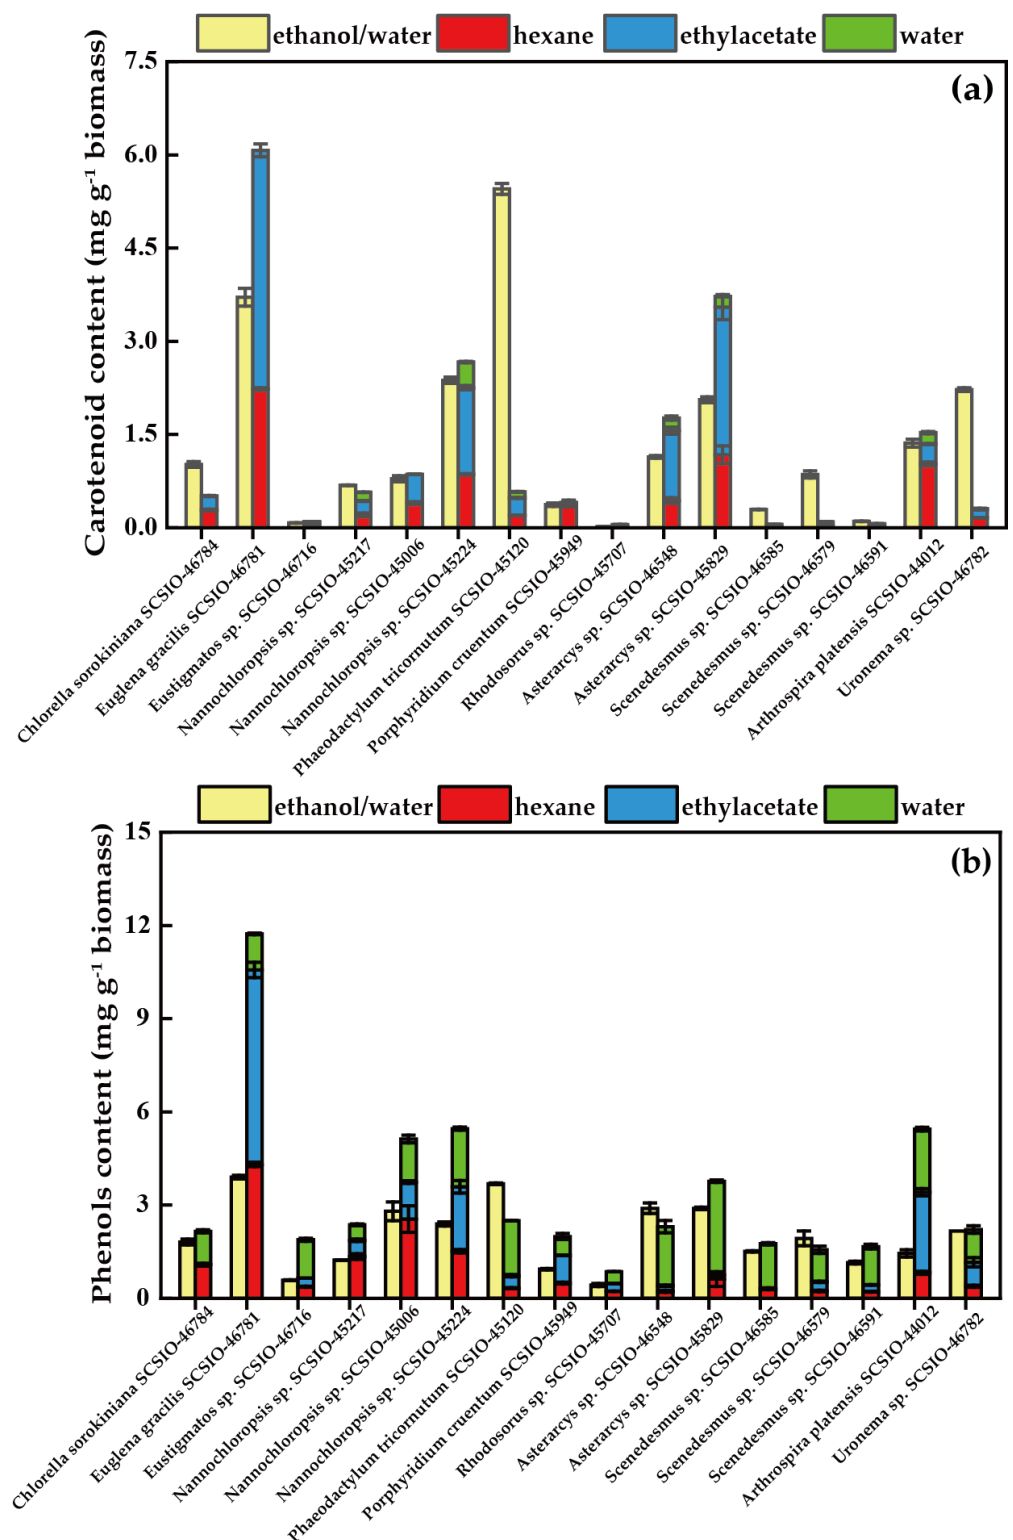 ethanol/water hexane ethylacetate water
(a)
Carotenoid content (mg g⁻¹ biomass)
7.5
6.0
4.5
3.0
1.5
0.0
Chlorella sorokiniana SCSIO-46784
Euglena gracilis SCSIO-46781
Eustigmatos sp. SCSIO-46716
Nannochloropsis sp. SCSIO-45217
Nannochloropsis sp. SCSIO-45006
Nannochloropsis sp. SCSIO-45224
Phaeodactylum tricornutum SCSIO-45120
Porphyridium cruentum SCSIO-45949
Rhodosorus sp. SCSIO-45707
Asterarcys sp. SCSIO-46548
Asterarcys sp. SCSIO-45829
Scenedesmus sp. SCSIO-46585
Scenedesmus sp. SCSIO-46579
Scenedesmus sp. SCSIO-46591
Arthrospira platensis SCSIO-44012
Uronema sp. SCSIO-46782
ethanol/water hexane ethylacetate water
(b)
Phenols content (mg g⁻¹ biomass)
15
12
9
6
3
0
Chlorella sorokiniana SCSIO-46784
Euglena gracilis SCSIO-46781
Eustigmatos sp. SCSIO-46716
Nannochloropsis sp. SCSIO-45217
Nannochloropsis sp. SCSIO-45006
Nannochloropsis sp. SCSIO-45224
Phaeodactylum tricornutum SCSIO-45120
Porphyridium cruentum SCSIO-45949
Rhodosorus sp. SCSIO-45707
Asterarcys sp. SCSIO-46548
Asterarcys sp. SCSIO-45829
Scenedesmus sp. SCSIO-46585
Scenedesmus sp. SCSIO-46579
Scenedesmus sp. SCSIO-46591
Arthrospira platensis SCSIO-44012
Uronema sp. SCSIO-46782